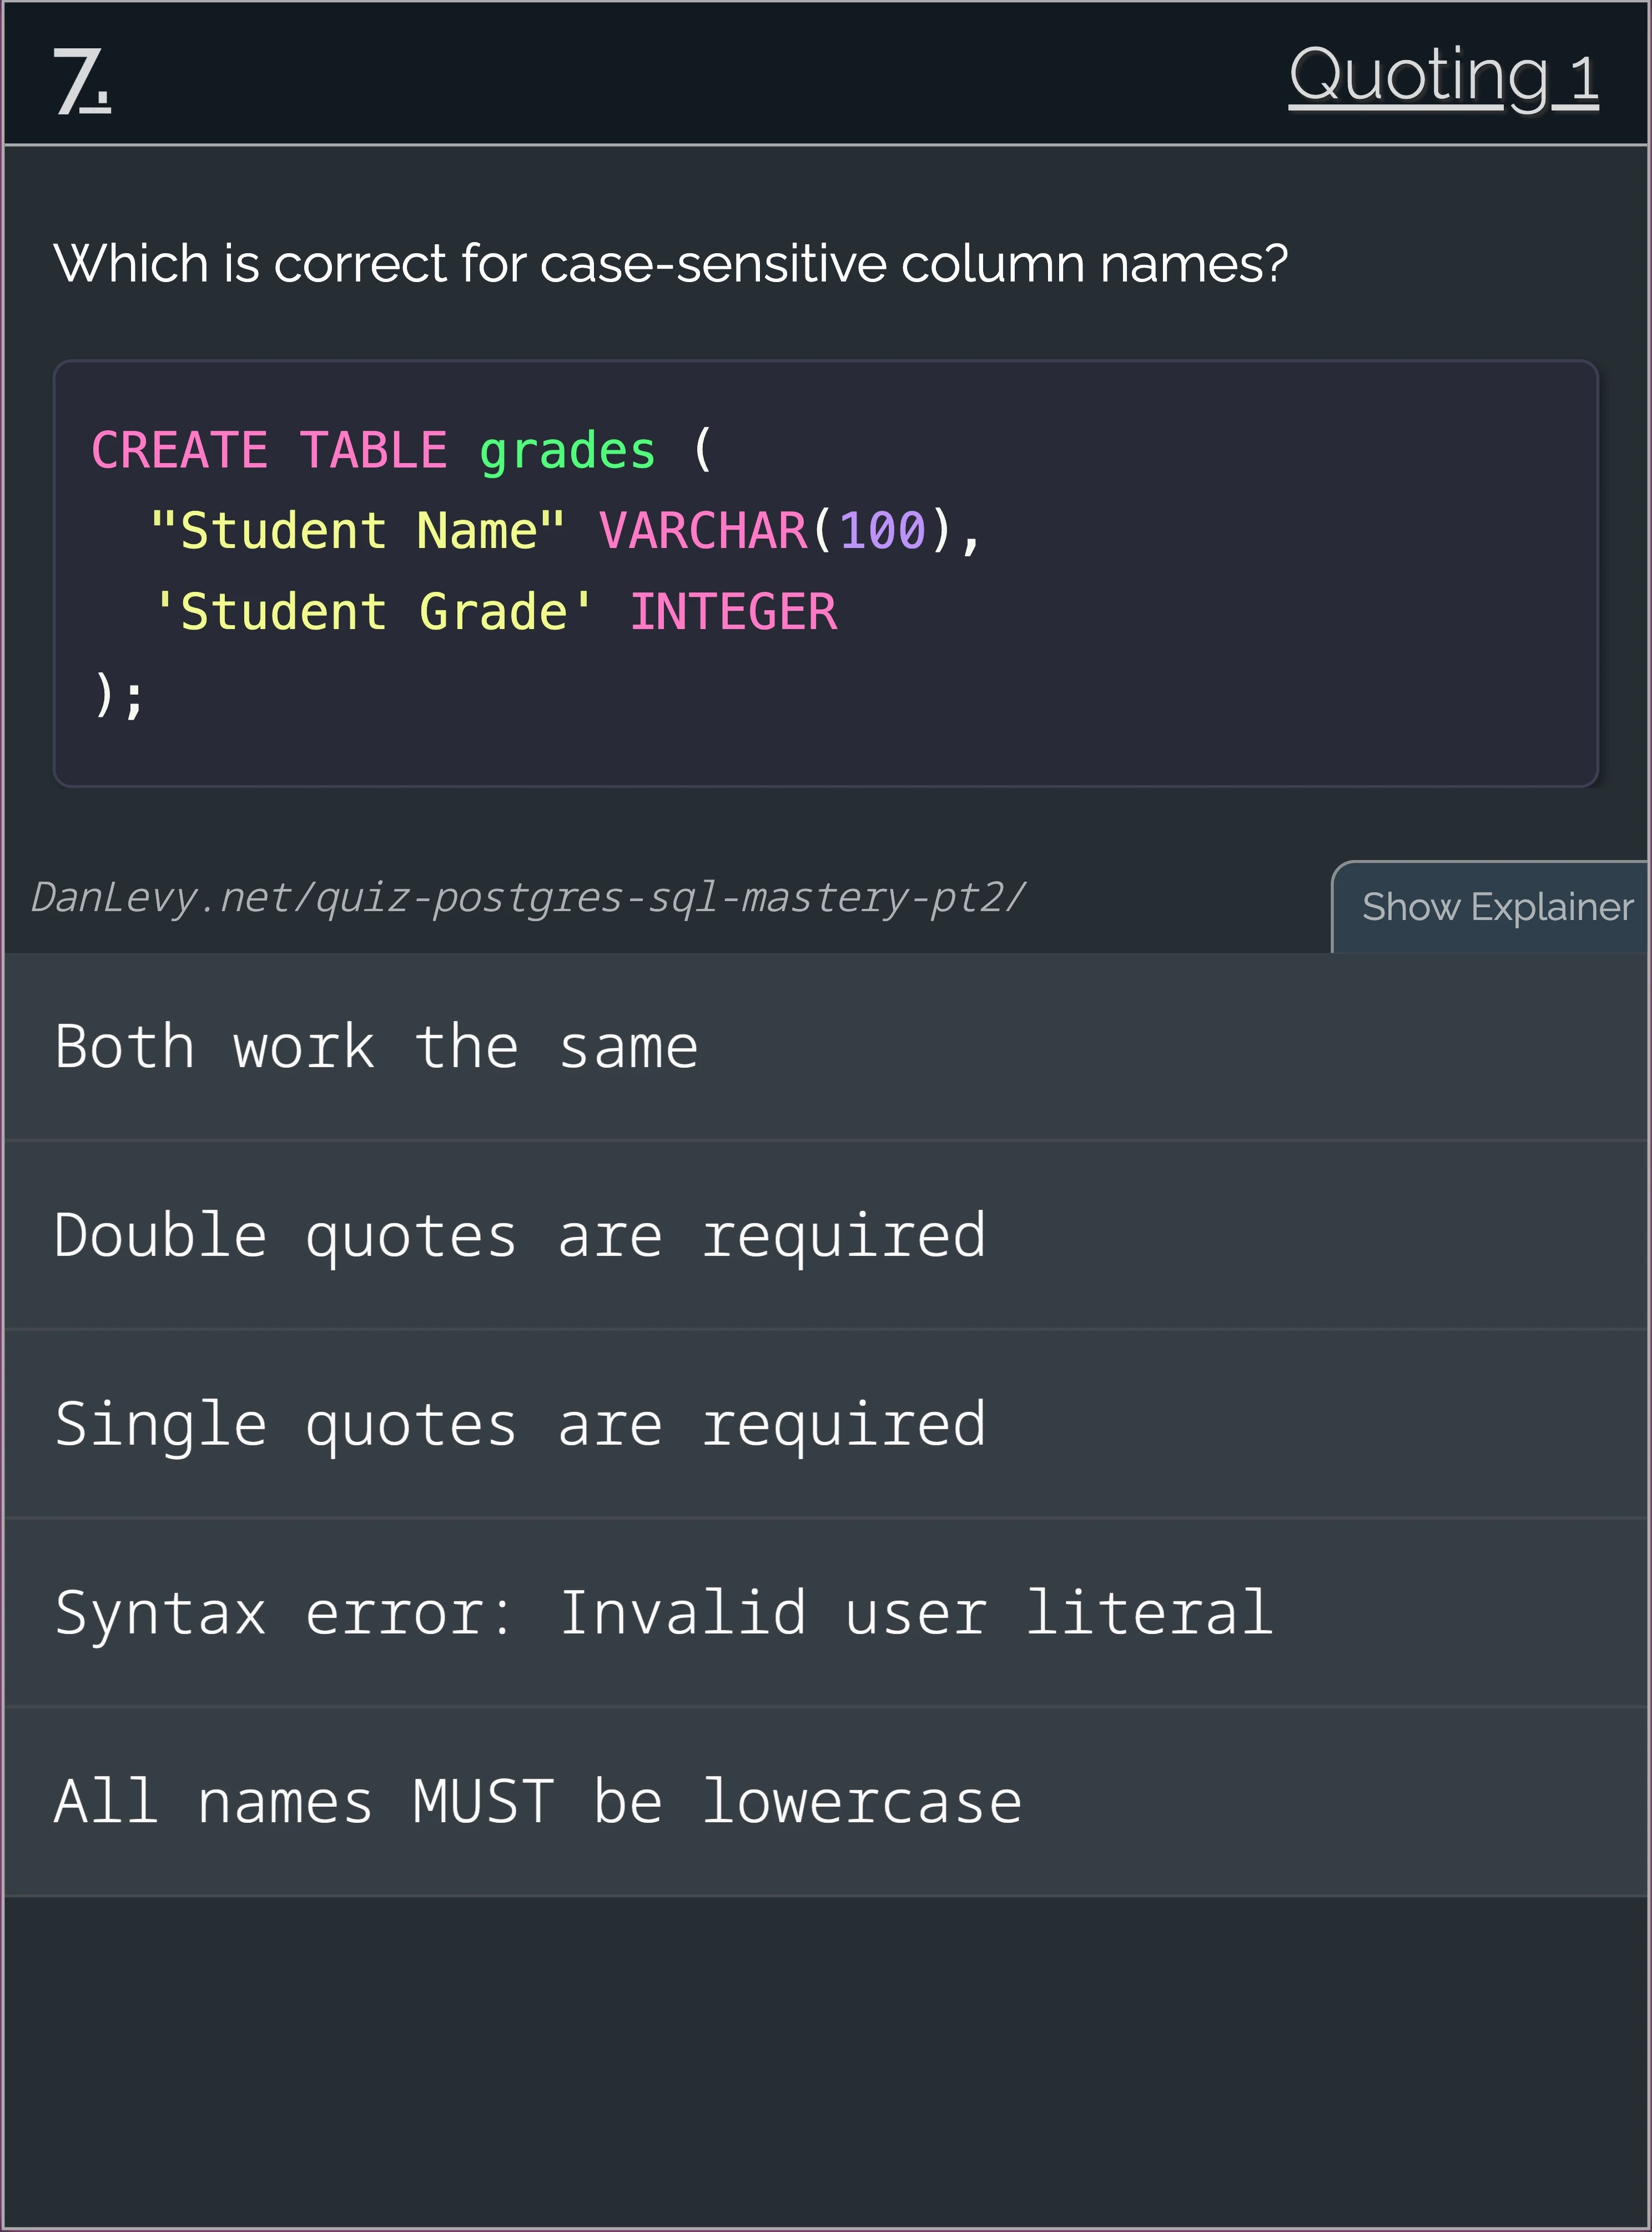 7.
Quoting 1
Which is correct for case-sensitive column names?
CREATE TABLE grades (
"Student Name" VARCHAR(100),
'Student Grade' INTEGER
);
DanLevy.net/quiz-postgres-sql-mastery-pt2/
Show Explainer
Both work the same
Double quotes are required
Single quotes are required
Syntax error: Invalid user literal
All names MUST be lowercase